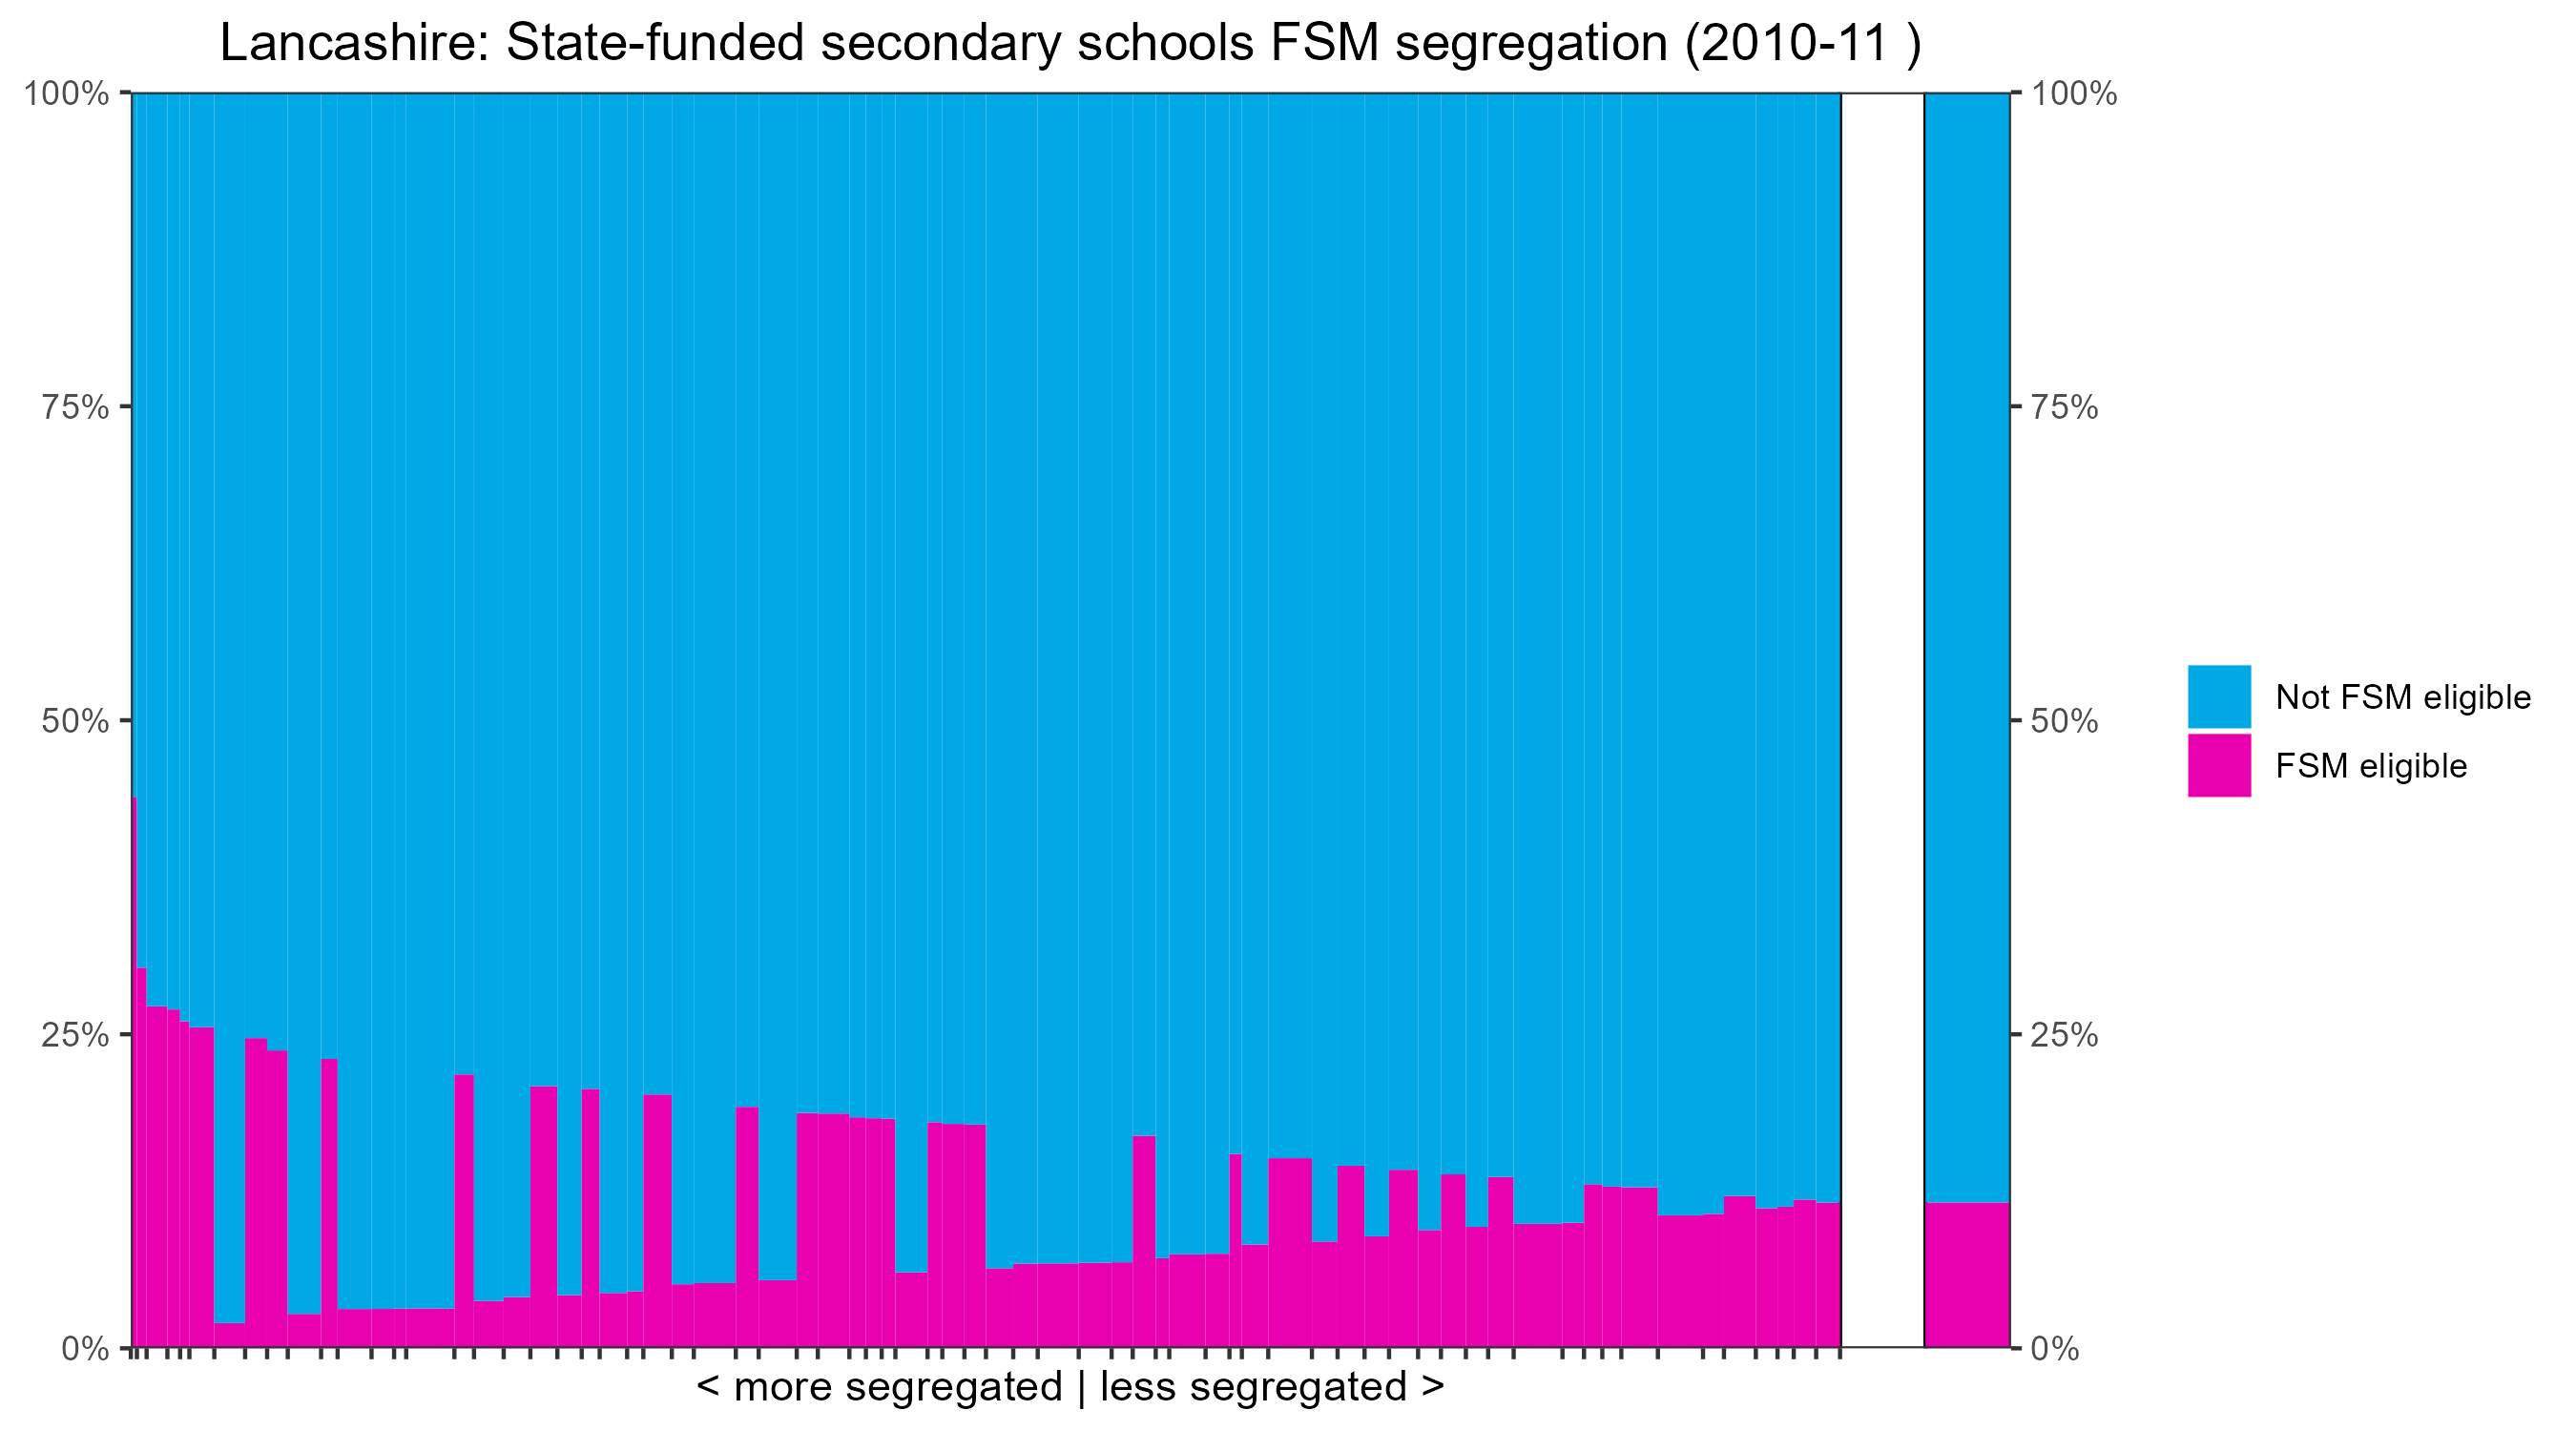 Lancashire: State-funded secondary schools FSM segregation (2010-11 )
100%
75%
50%
25%
0%
100%
75%
50%
25%
0%
< more segregated | less segregated >
Not FSM eligible
FSM eligible